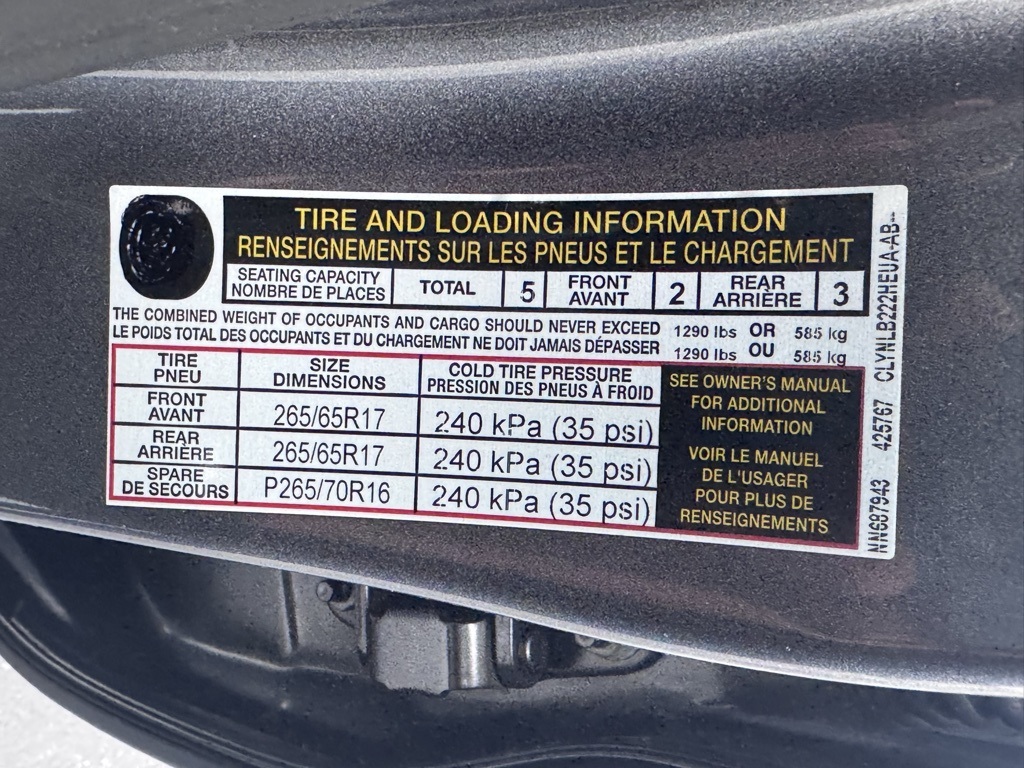 TIRE AND LOADING INFORMATION
RENSEIGNEMENTS SUR LES PNEUS ET LE CHARGEMENT
SEATING CAPACITY
NOMBRE DE PLACES
TOTAL 5
FRONT
AVANT
2
REAR
ARRIÈRE
3
THE COMBINED WEIGHT OF OCCUPANTS AND CARGO SHOULD NEVER EXCEED 1290 lbs OR 585 kg
LE POIDS TOTAL DES OCCUPANTS ET DU CHARGEMENT NE DOIT JAMAIS DÉPASSER 1290 lbs OU 585 kg
TIRE
PNEU
SIZE
DIMENSIONS
COLD TIRE PRESSURE
PRESSION DES PNEUS À FROID
FRONT
AVANT
265/65R17
240 kPa (35 psi)
REAR
ARRIÈRE
265/65R17
240 kPa (35 psi)
SPARE
DE SECOURS
P265/70R16
240 kPa (35 psi)
SEE OWNER'S MANUAL
FOR ADDITIONAL
INFORMATION
VOIR LE MANUEL
DE L'USAGER
POUR PLUS DE
RENSEIGNEMENTS
NN687943 425767 CLYNLB222HEUA-AB--